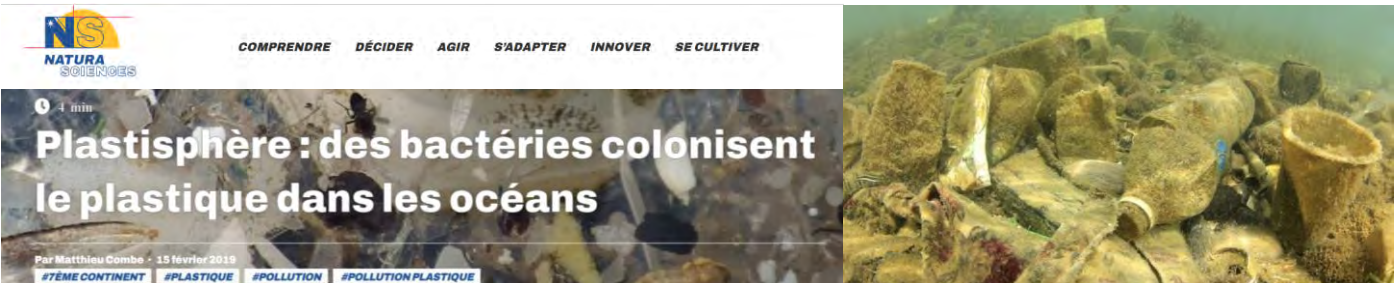 NS
NATURA
SCIENCES
COMPRENDRE DÉCIDER AGIR S'ADAPTER INNOVER SE CULTIVER
4 min
Plastisphère : des bactéries colonisent
le plastique dans les océans
Par Matthieu Combe · 15 février 2019
#7ÈME CONTINENT #PLASTIQUE #POLLUTION #POLLUTION PLASTIQUE